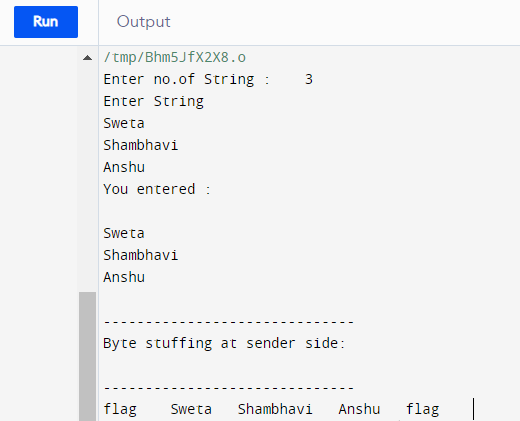 Run Output
/tmp/Bhm5JfX2X8.o
Enter no.of String :    3
Enter String
Sweta
Shambhavi
Anshu
You entered :
Sweta
Shambhavi
Anshu
------------------------------
Byte stuffing at sender side:
------------------------------
flag    Sweta   Shambhavi   Anshu   flag